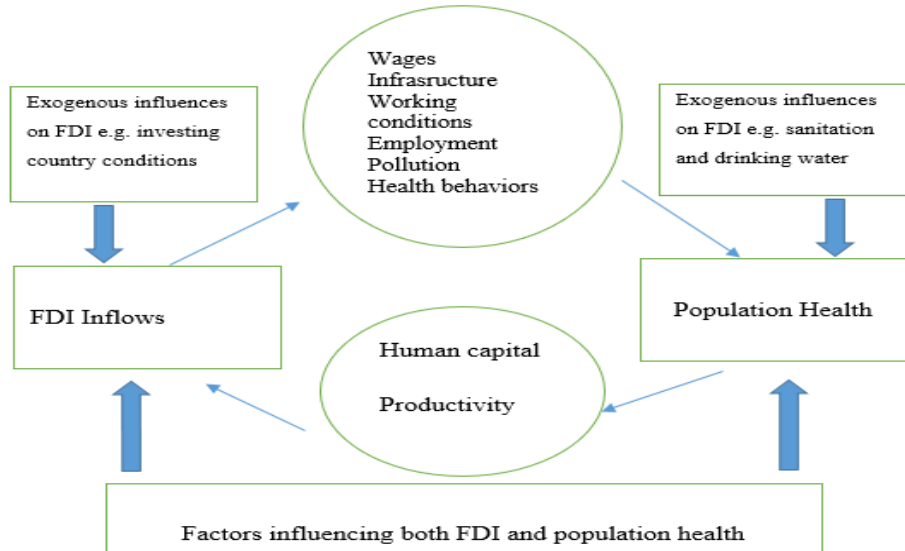 Wages
Infrasructure
Working
conditions
Employment
Pollution
Health behaviors
Exogenous influences
on FDI e.g. investing
country conditions
Exogenous influences
on FDI e.g. sanitation
and drinking water
FDI Inflows
Population Health
Human capital
Productivity
Factors influencing both FDI and population health